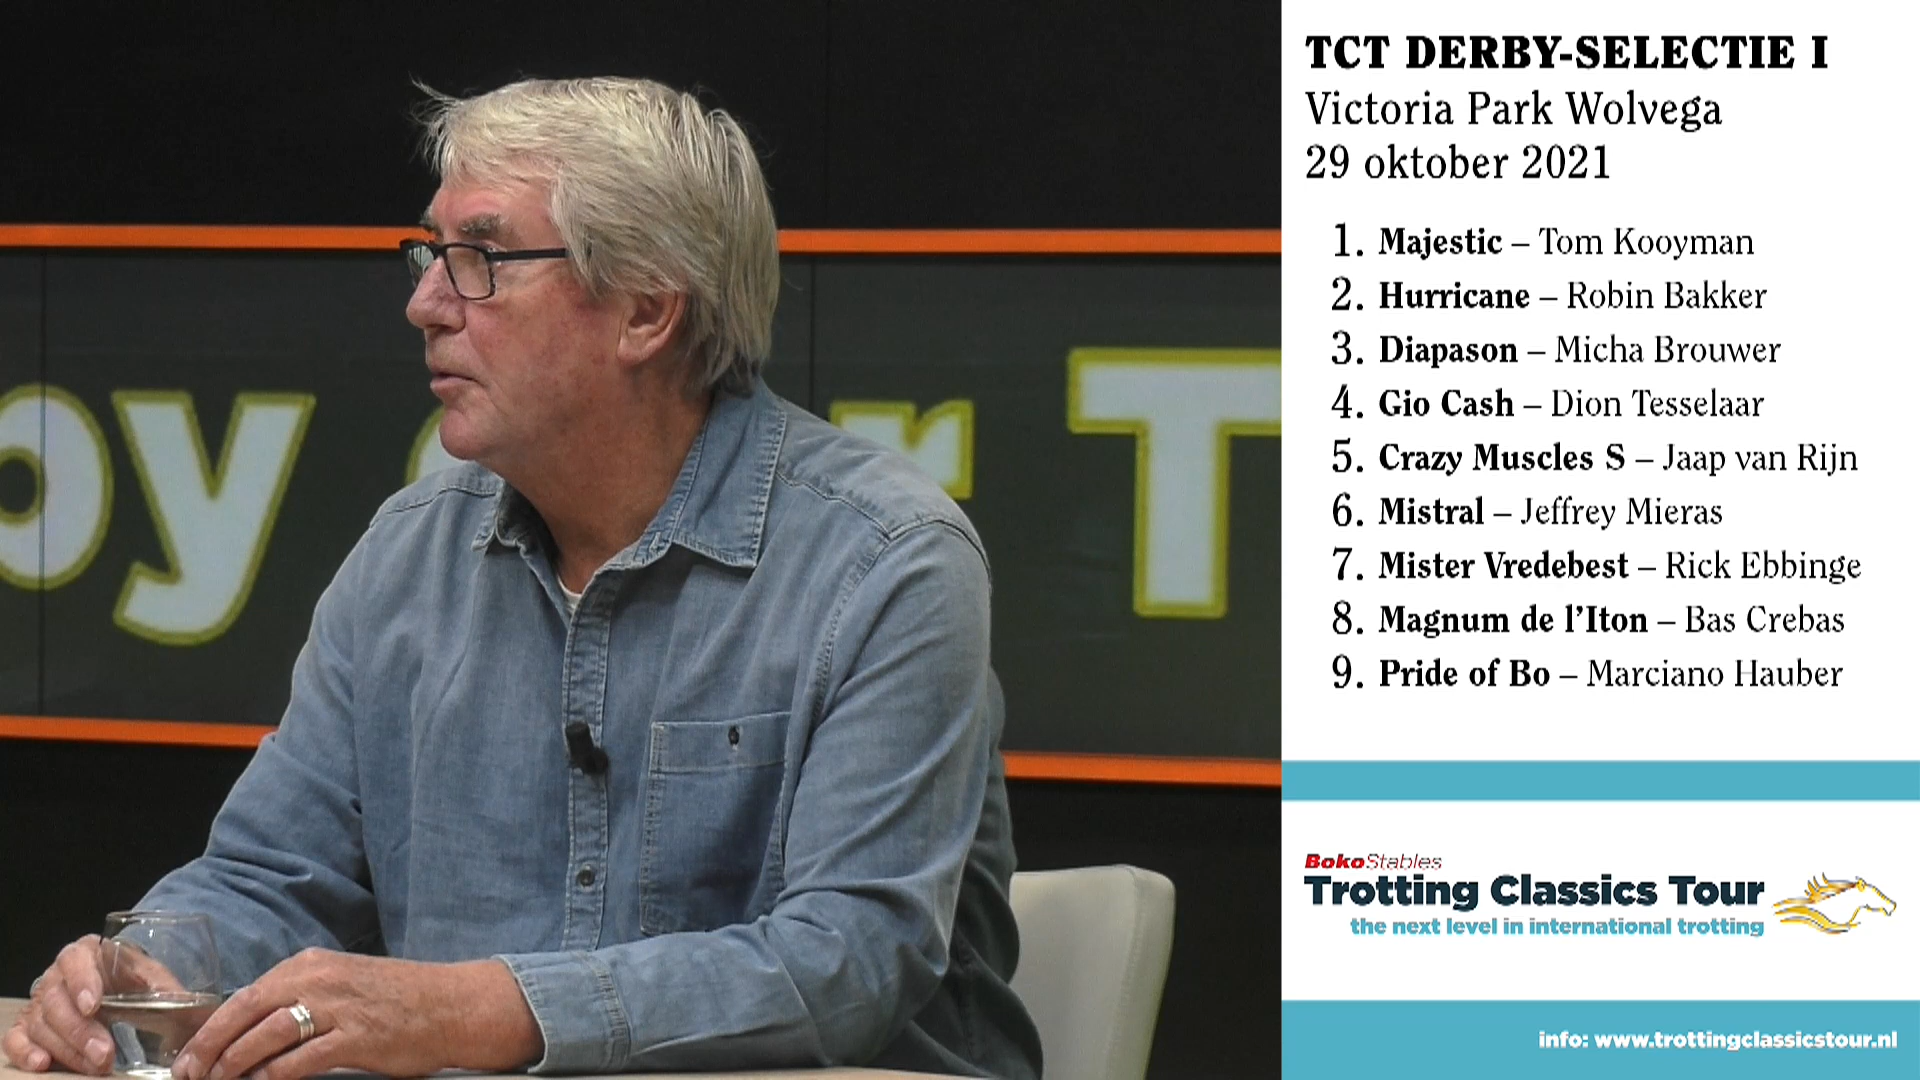 oy
r T
TCT DERBY-SELECTIE I
Victoria Park Wolvega
29 oktober 2021
1. Majestic – Tom Kooyman
2. Hurricane – Robin Bakker
3. Diapason – Micha Brouwer
4. Gio Cash – Dion Tesselaar
5. Crazy Muscles S – Jaap van Rijn
6. Mistral – Jeffrey Mieras
7. Mister Vredebest – Rick Ebbinge
8. Magnum de l’Iton – Bas Crebas
9. Pride of Bo – Marciano Hauber
BokoStables
Trotting Classics Tour
the next level in international trotting
info: www.trottingclassicstour.nl